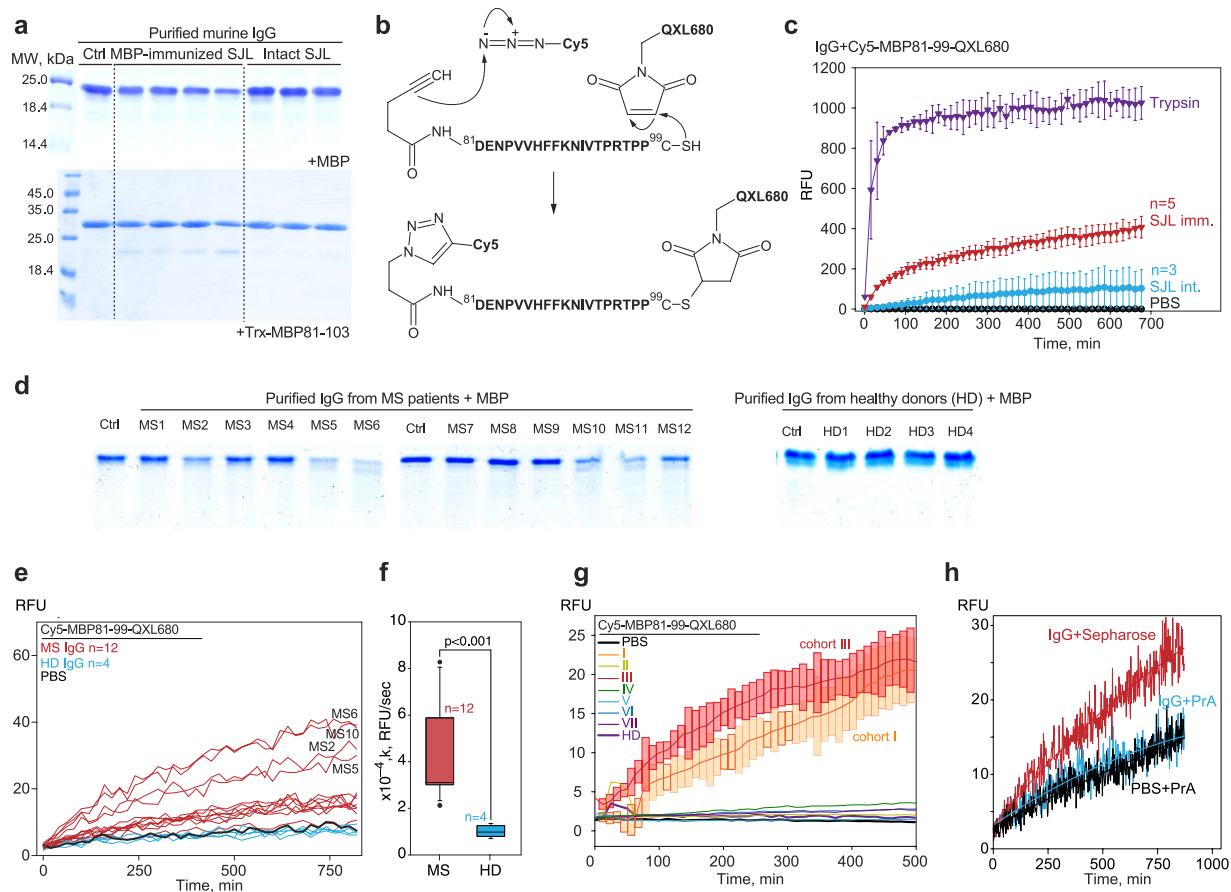 a
Purified murine IgG
MW, kDa
Ctrl MBP-immunized SJL Intact SJL
25.0
18.4
14.4
+MBP
45.0
35.0
25.0
18.4
+Trx-MBP81-103
b
N N N Cy5
- +
QXL680
CH
O N O
NH 81DENPVVHFFKNIVTPRTPP99C SH
O
QXL680
N N N
Cy5
O N O
NH 81DENPVVHFFKNIVTPRTPP99C S
O
c
IgG+Cy5-MBP81-99-QXL680
RFU
1200
1000
800
600
400
200
0
Trypsin
n=5
SJL imm.
n=3
SJL int.
PBS
0 100 200 300 400 500 600 700
Time, min
d
Purified IgG from MS patients + MBP
Ctrl MS1 MS2 MS3 MS4 MS5 MS6 Ctrl MS7 MS8 MS9 MS10 MS11 MS12
Purified IgG from healthy donors (HD) + MBP
Ctrl HD1 HD2 HD3 HD4
e
RFU
Cy5-MBP81-99-QXL680
MS IgG n=12
HD IgG n=4
PBS
60
40
20
0
MS6
MS10
MS2
MS5
0 250 500 750
Time, min
f
x10-4,k, RFU/sec
10
8
6
4
2
0
p<0.001
n=12
n=4
MS HD
g
RFU
Cy5-MBP81-99-QXL680
25
20
15
10
5
0
PBS
I
II
III
IV
V
VI
VII
HD
cohort III
cohort I
0 100 200 300 400 500
Time, min
h
RFU
30
25
15
5
0
IgG+Sepharose
IgG+PrA
PBS+PrA
0 250 500 750 1000
Time, min